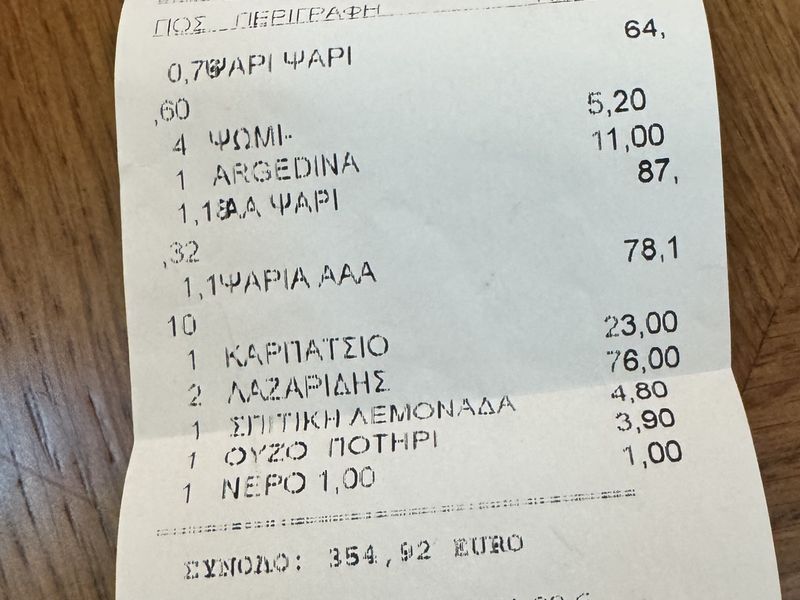 ΠΟΣ ΠΕΡΙΓΡΑΦΗ
64,
0,76ΨΑΡΙ ΨΑΡΙ
,60
4 ΨΩΜΙ- 5,20
1 ARGEDINA 11,00
1,18ΑΑ ΨΑΡΙ 87,
,32
1,1ΨΑΡΙΑ ΑΑΑ 78,1
10
1 ΚΑΡΠΑΤΣΙΟ 23,00
2 ΛΑΖΑΡΙΔΗΣ 76,00
1 ΣΠΙΤΙΚΗ ΛΕΜΟΝΑΔΑ 4,80
1 ΟΥΖΟ ΠΟΤΗΡΙ 3,90
1 ΝΕΡΟ 1,00 1,00
ΣΥΝΟΛΟ: 354,92 EURO